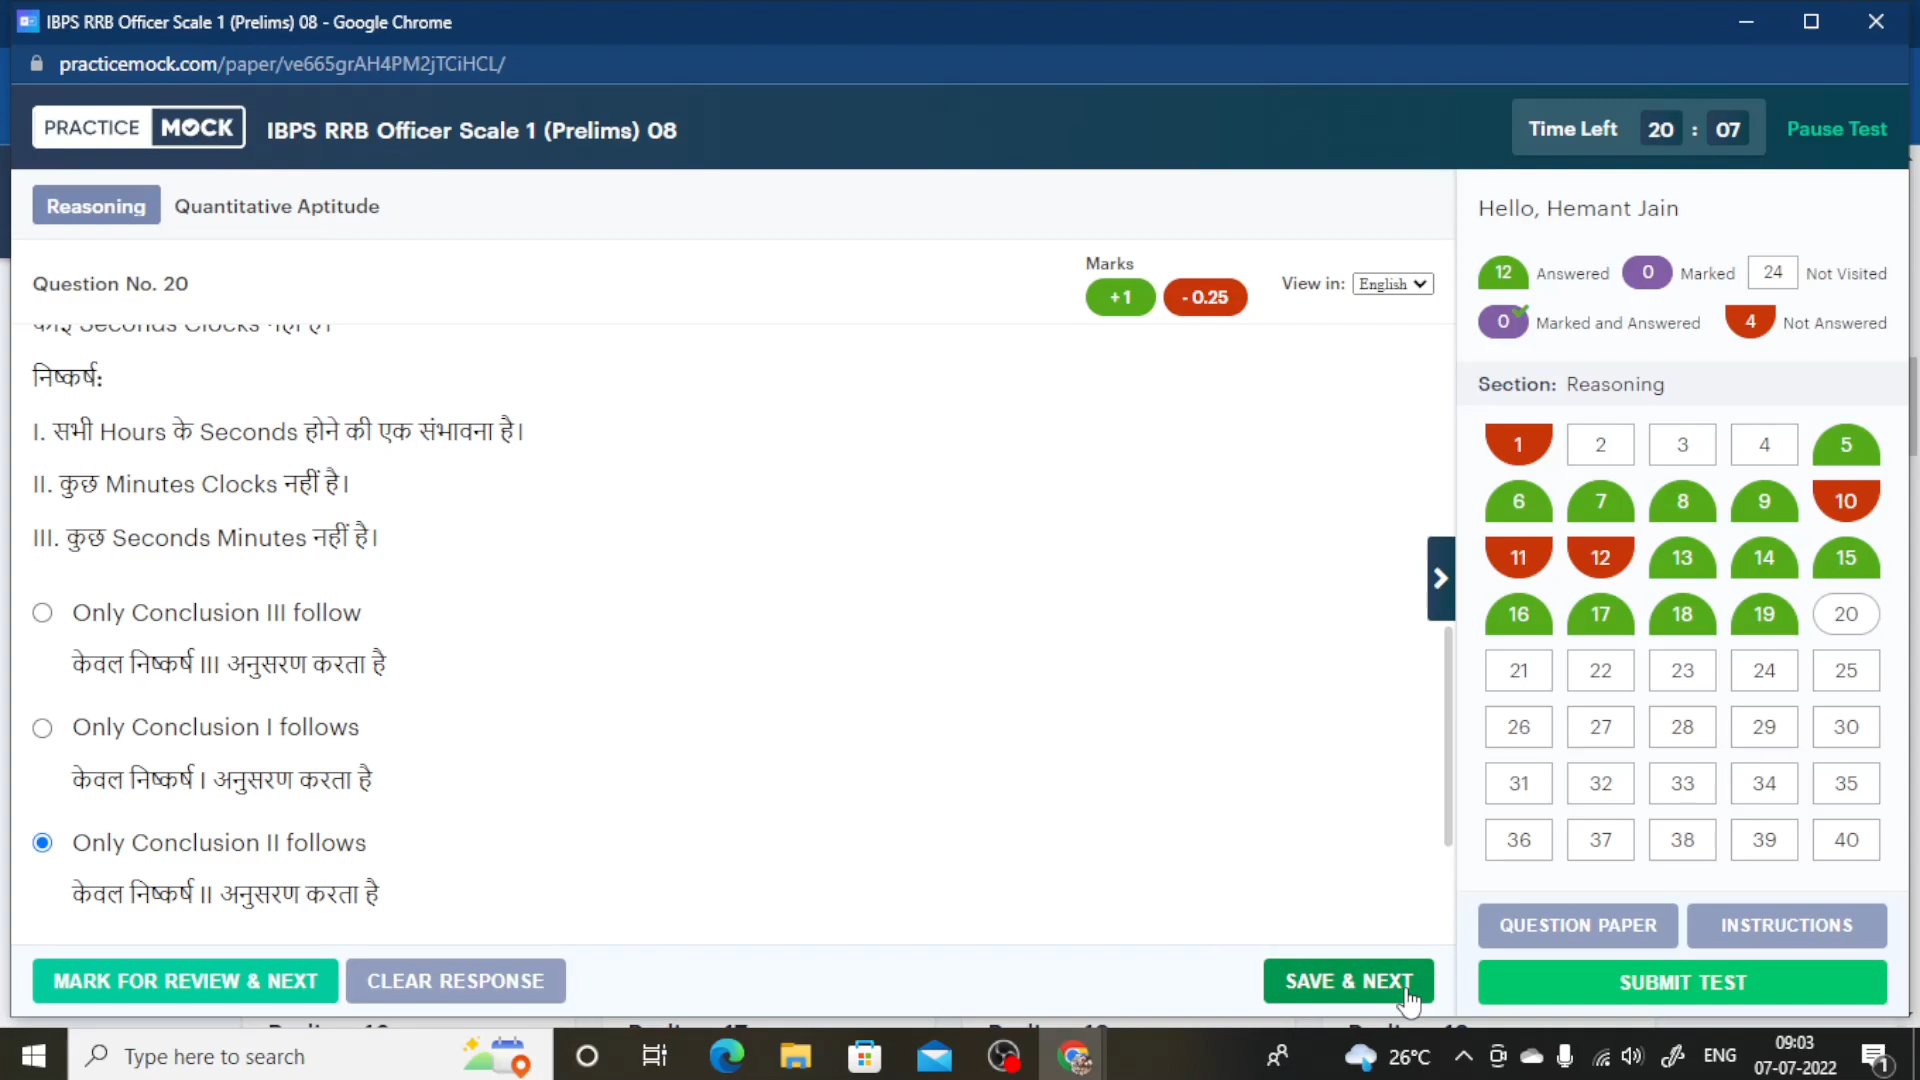 IBPS RRB Officer Scale 1 (Prelims) 08 - Google Chrome
practicemock.com/paper/ve665grAH4PM2jTCiHCL/
PRACTICE MOCK
IBPS RRB Officer Scale 1 (Prelims) 08
Time Left 20 : 07
Pause Test
Reasoning
Quantitative Aptitude
Hello, Hemant Jain
Question No. 20
Marks
+1
- 0.25
View in: English
12 Answered
0 Marked
24 Not Visited
0 Marked and Answered
4 Not Answered
कोई Seconds Clocks नहीं है।
निष्कर्ष:
I. सभी Hours के Seconds होने की एक संभावना है।
II. कुछ Minutes Clocks नहीं है।
III. कुछ Seconds Minutes नहीं है।
Only Conclusion III follow
केवल निष्कर्ष III अनुसरण करता है
Only Conclusion I follows
केवल निष्कर्ष I अनुसरण करता है
Only Conclusion II follows
केवल निष्कर्ष II अनुसरण करता है
Section: Reasoning
1 2 3 4 5
6 7 8 9 10
11 12 13 14 15
16 17 18 19 20
21 22 23 24 25
26 27 28 29 30
31 32 33 34 35
36 37 38 39 40
QUESTION PAPER
INSTRUCTIONS
MARK FOR REVIEW & NEXT
CLEAR RESPONSE
SAVE & NEXT
SUBMIT TEST
Type here to search
26°C
ENG
09:03
07-07-2022
1